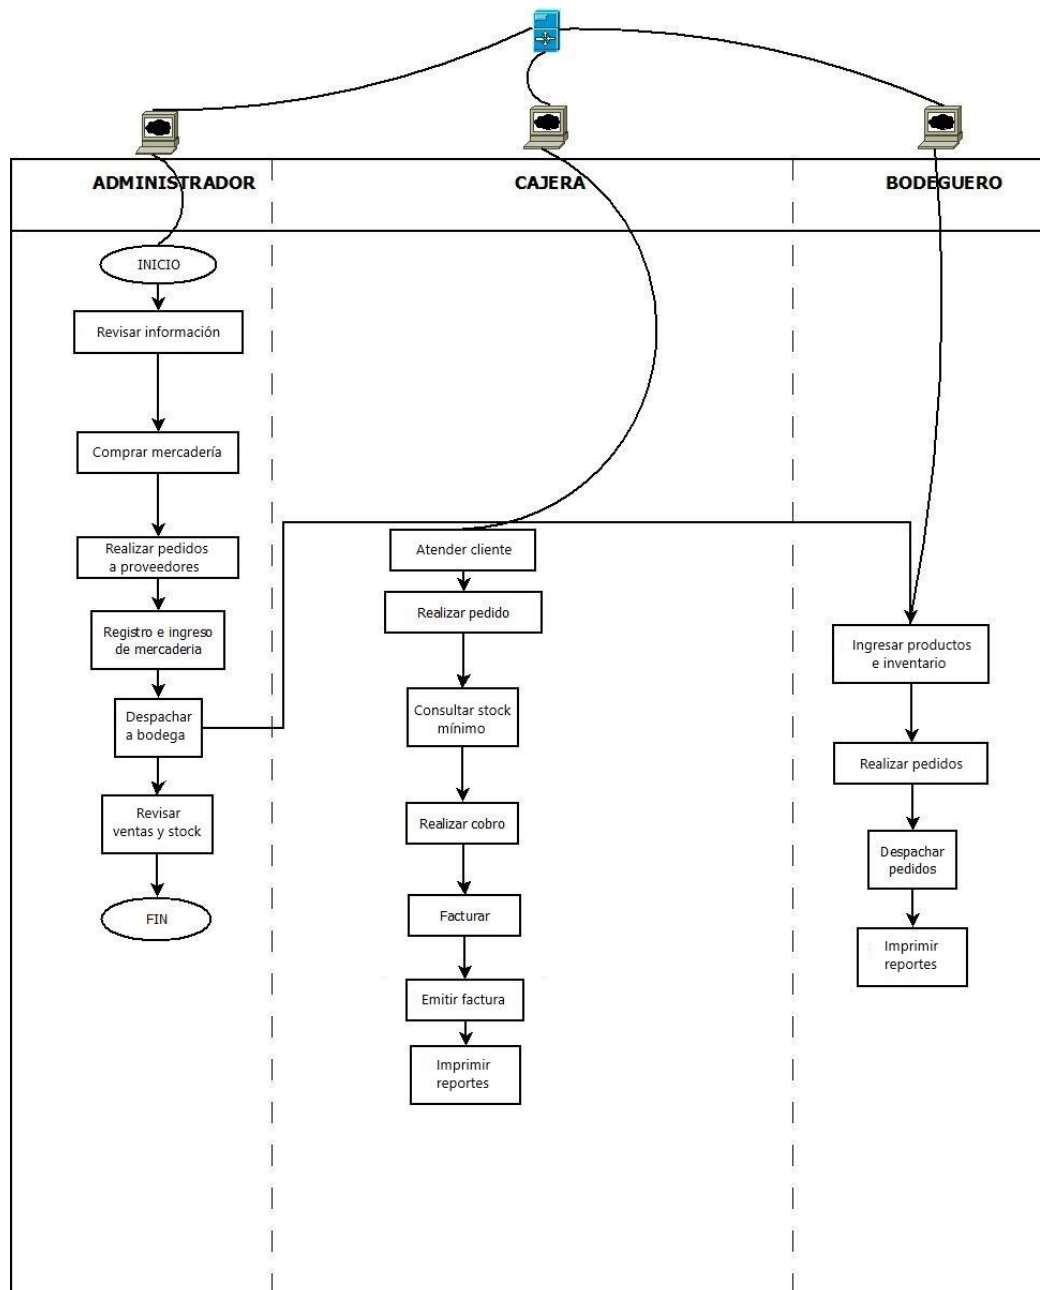 ADMINISTRADOR
CAJERA
BODEGUERO
INICIO
Revisar información
Comprar mercadería
Realizar pedidos
a proveedores
Registro e ingreso
de mercaderia
Despachar
a bodega
Revisar
ventas y stock
FIN
Atender cliente
Realizar pedido
Consultar stock
mínimo
Realizar cobro
Facturar
Emitir factura
Imprimir
reportes
Ingresar productos
e inventario
Realizar pedidos
Despachar
pedidos
Imprimir
reportes